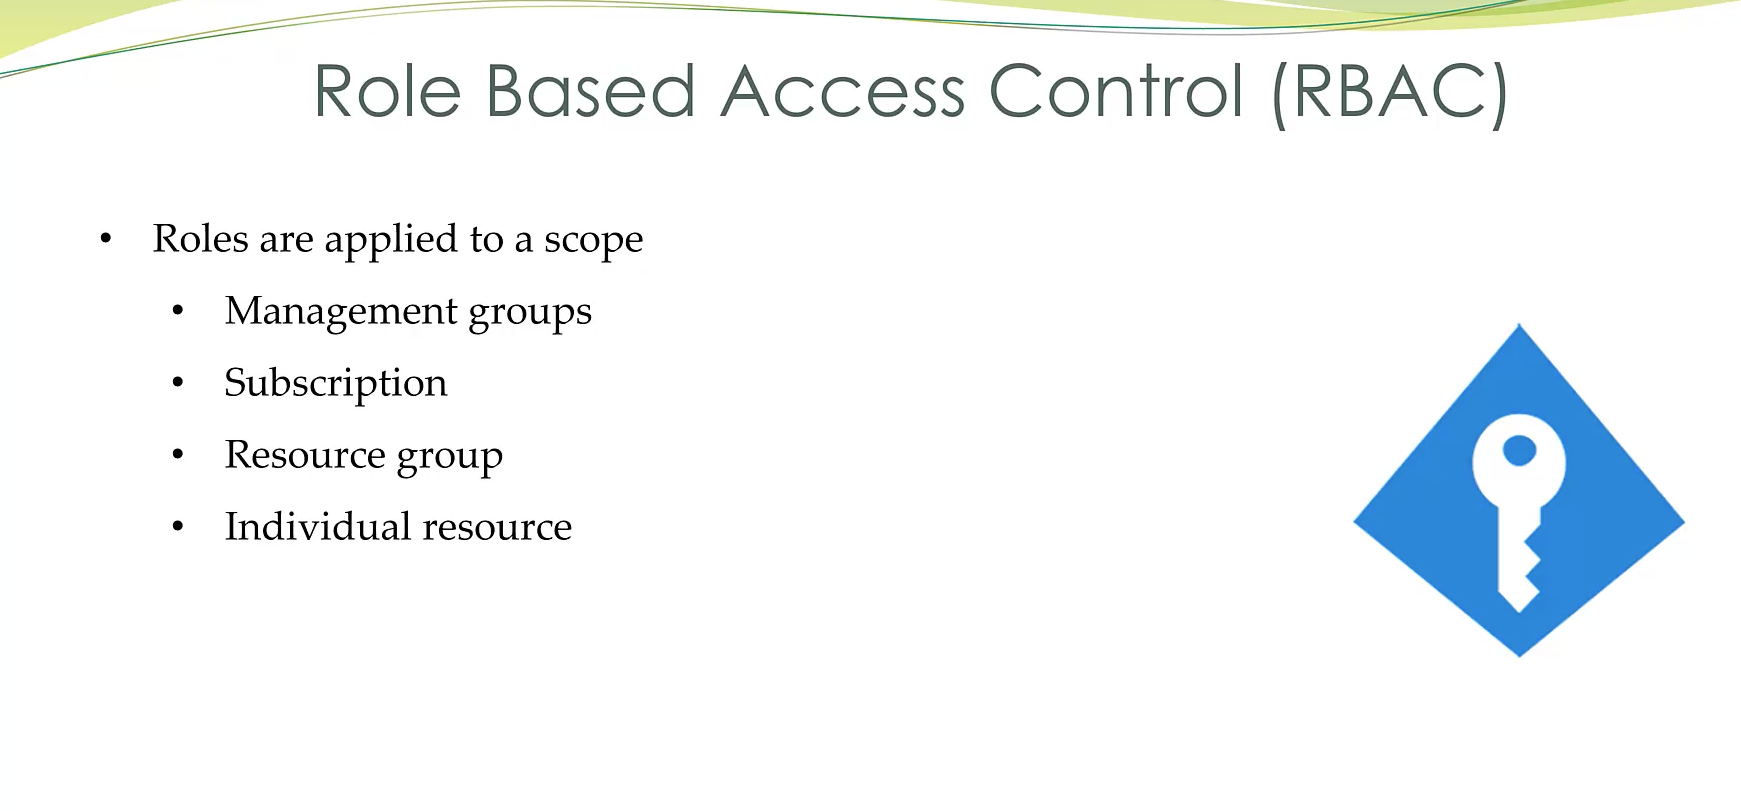 Role Based Access Control (RBAC)
• Roles are applied to a scope
• Management groups
• Subscription
• Resource group
• Individual resource